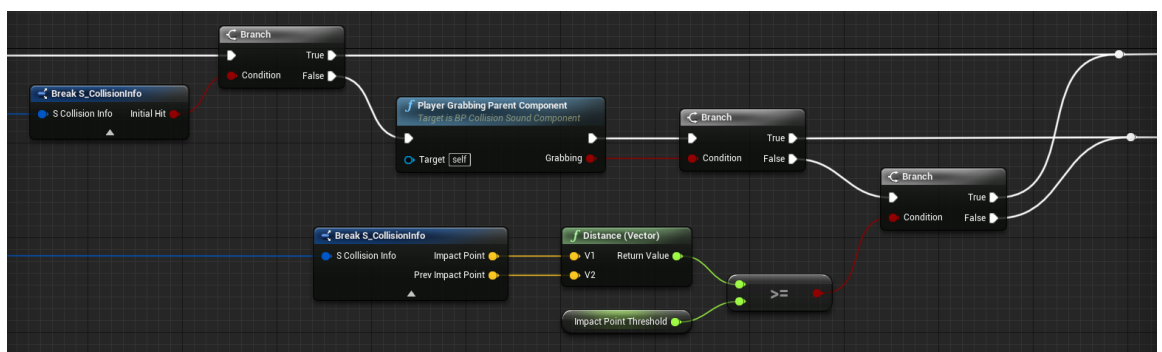 Branch
True
Condition False
Break S_CollisionInfo
S Collision Info Initial Hit
Player Grabbing Parent Component
Target is BP Collision Sound Component
Target self Grabbing
Branch
True
Condition False
Branch
True
Condition False
Break S_CollisionInfo
S Collision Info Impact Point
Prev Impact Point
Distance (Vector)
V1 Return Value
V2
>=
Impact Point Threshold